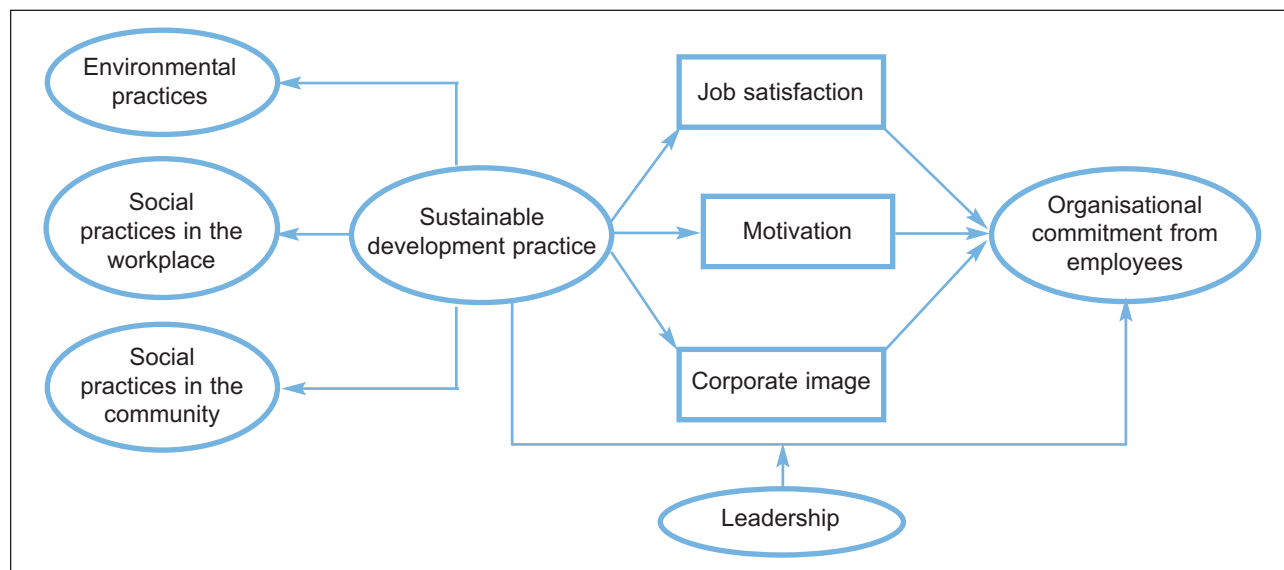 Environmental
practices
Social
practices in the
workplace
Social
practices in the
community
Sustainable
development practice
Job satisfaction
Motivation
Corporate image
Organisational
commitment from
employees
Leadership